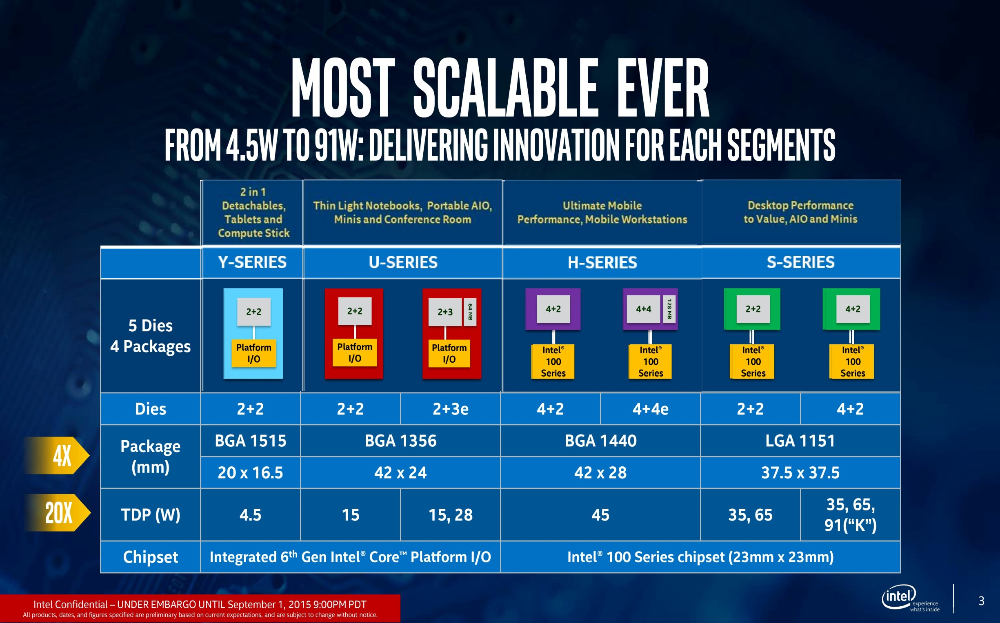 MOST SCALABLE EVER
FROM 4.5W TO 91W: DELIVERING INNOVATION FOR EACH SEGMENTS
2 in 1
Detachables,
Tablets and
Compute Stick
Thin Light Notebooks, Portable AIO,
Minis and Conference Room
Ultimate Mobile
Performance, Mobile Workstations
Desktop Performance
to Value, AIO and Minis
Y-SERIES
U-SERIES
H-SERIES
S-SERIES
5 Dies
4 Packages
2+2
Platform
I/O
2+2
Platform
I/O
2+3
64 MB
Platform
I/O
4+2
Intel®
100
Series
4+4
128 MB
Intel®
100
Series
2+2
Intel®
100
Series
4+2
Intel®
100
Series
Dies
2+2
2+2
2+3e
4+2
4+4e
2+2
4+2
4X
Package
(mm)
BGA 1515
BGA 1356
BGA 1440
LGA 1151
20 x 16.5
42 x 24
42 x 28
37.5 x 37.5
20X
TDP (W)
4.5
15
15, 28
45
35, 65
35, 65,
91(“K”)
Chipset
Integrated 6th Gen Intel® Core™ Platform I/O
Intel® 100 Series chipset (23mm x 23mm)
Intel Confidential – UNDER EMBARGO UNTIL September 1, 2015 9:00PM PDT
All products, dates, and figures specified are preliminary based on current expectations, and are subject to change without notice.
intel
experience
what's inside™
3